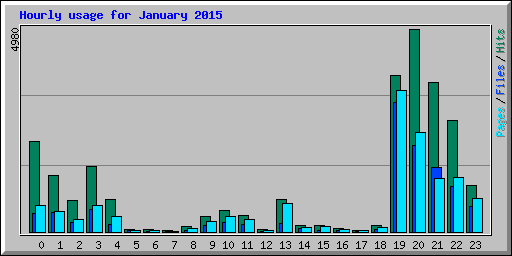 Hourly usage for January 2015
4980
Pages / Files / Hits
0 1 2 3 4 5 6 7 8 9 10 11 12 13 14 15 16 17 18 19 20 21 22 23